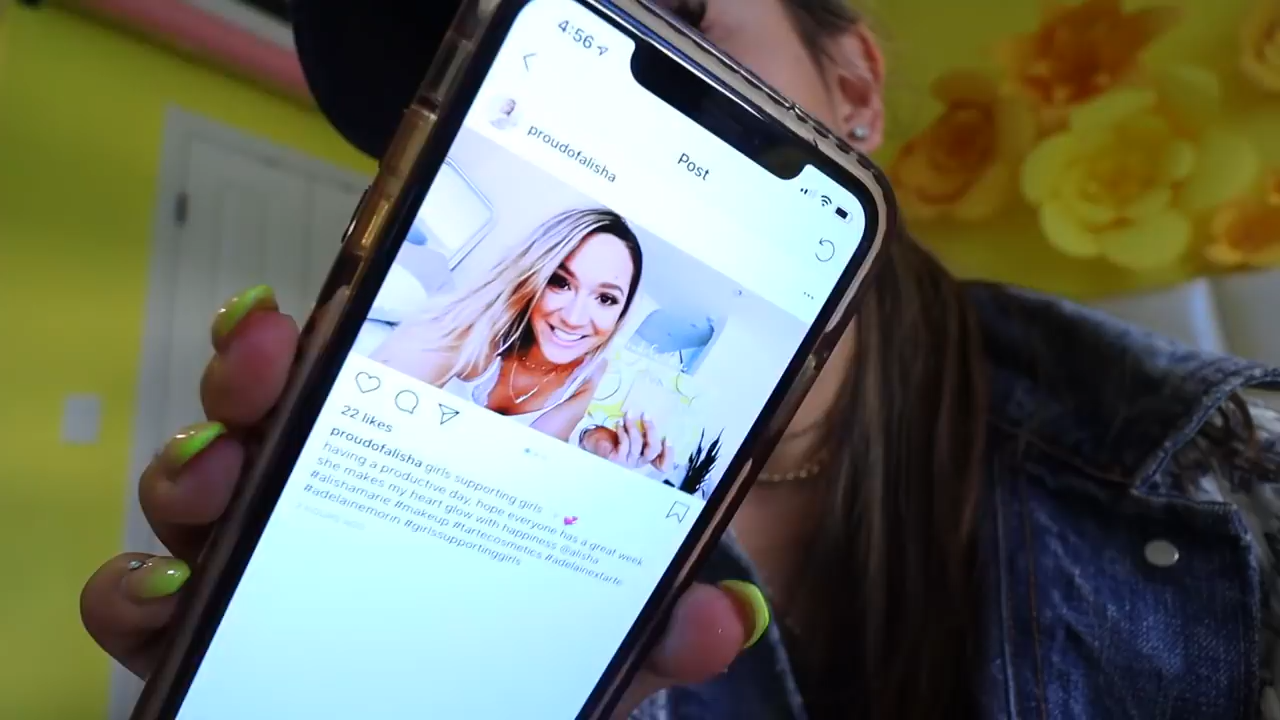 4:56
Post
proudofalisha
22 likes
proudofalisha girls supporting girls
having a productive day, hope everyone has a great week
she makes my heart glow with happiness @alisha
#alishamarie #makeup #tartecosmetics #adelainextarte
#adelainemorin #girlssupportinggirls